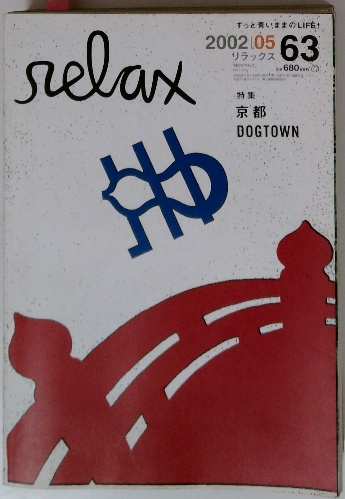 ずっと青いままのLIFE!
relax
2002 05 63
リラックス
680yen
特集
京都
DOGTOWN